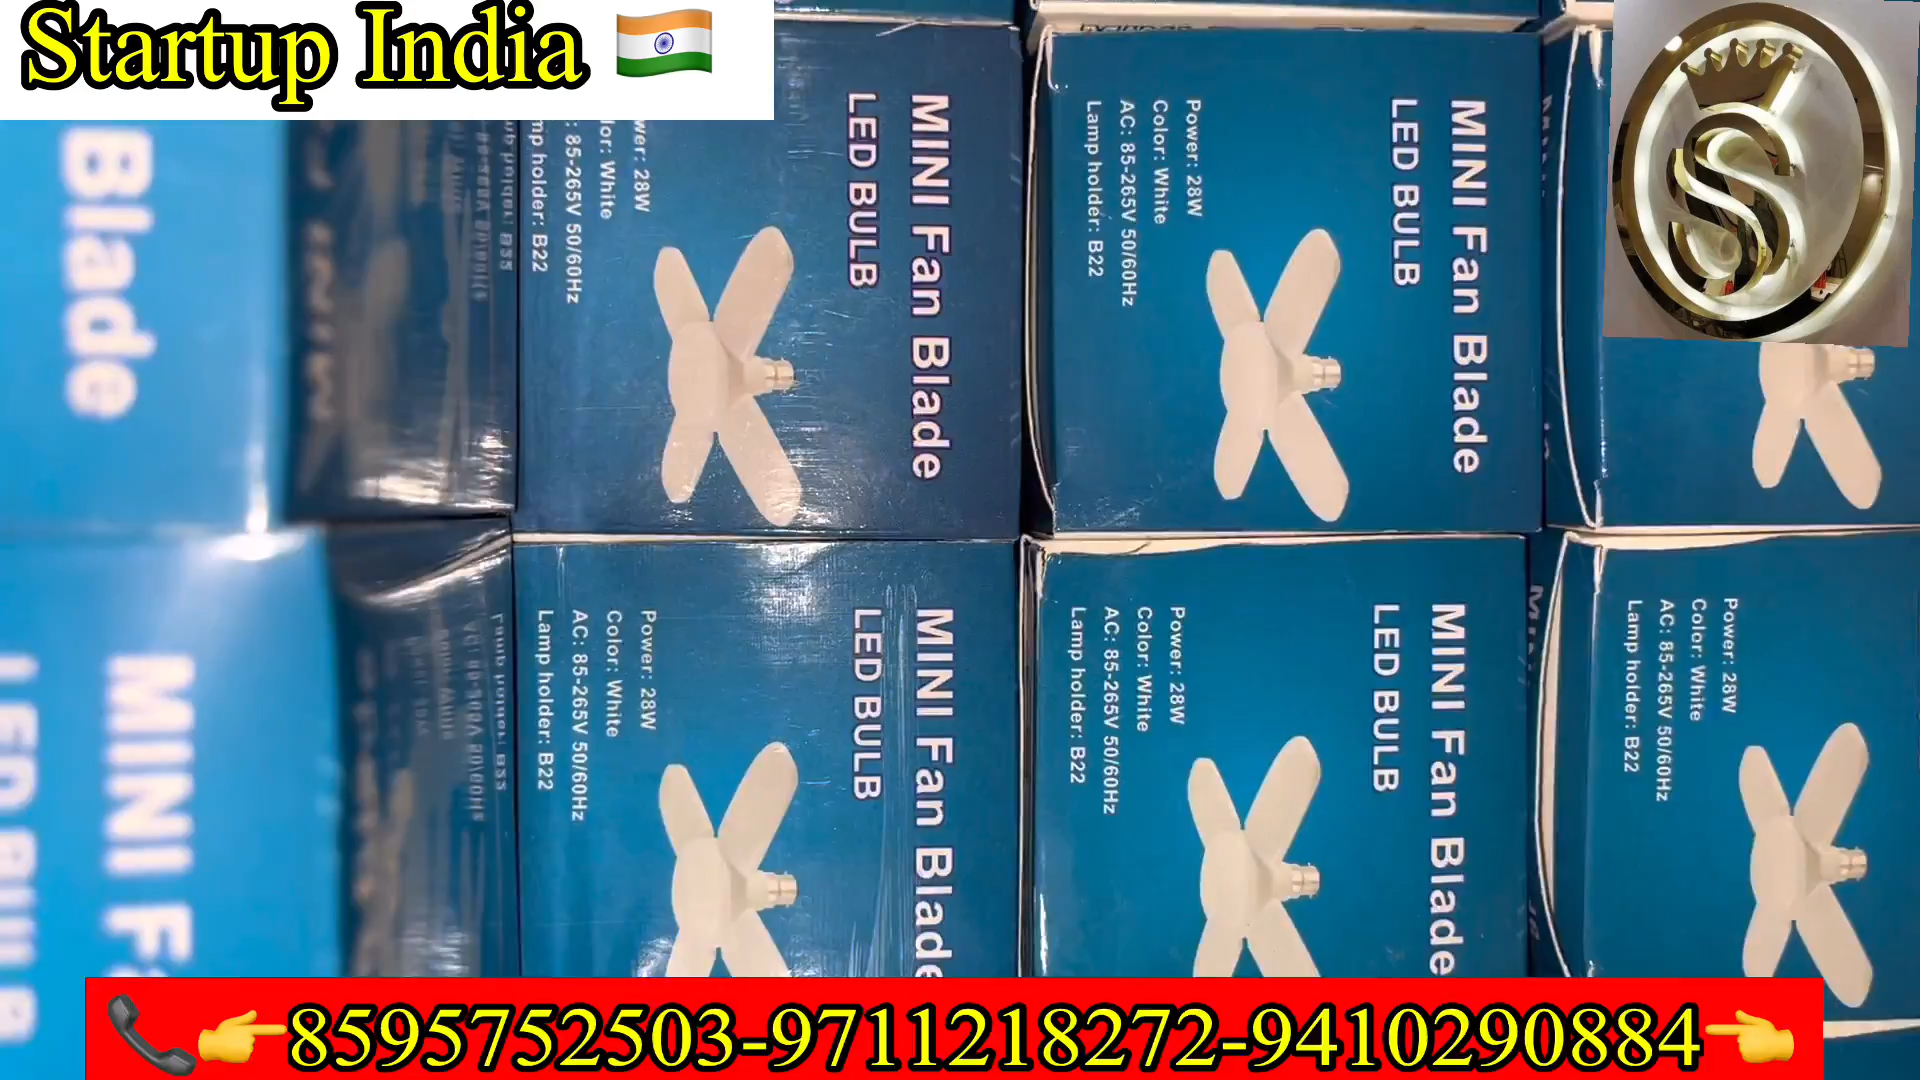 Startup India
Blade
MINI Fan Blade
LED BULB
Power: 28W
Color: White
AC: 85-265V 50/60Hz
Lamp holder: B22
MINI Fan Blade
LED BULB
Power: 28W
Color: White
AC: 85-265V 50/60Hz
Lamp holder: B22
MINI
MINI Fan Blade
LED BULB
Power: 28W
Color: White
AC: 85-265V 50/60Hz
Lamp holder: B22
MINI Fan Blade
LED BULB
Power: 28W
Color: White
AC: 85-265V 50/60Hz
Lamp holder: B22
Power: 28W
Color: White
AC: 85-265V 50/60Hz
Lamp holder: B22
8595752503-9711218272-9410290884